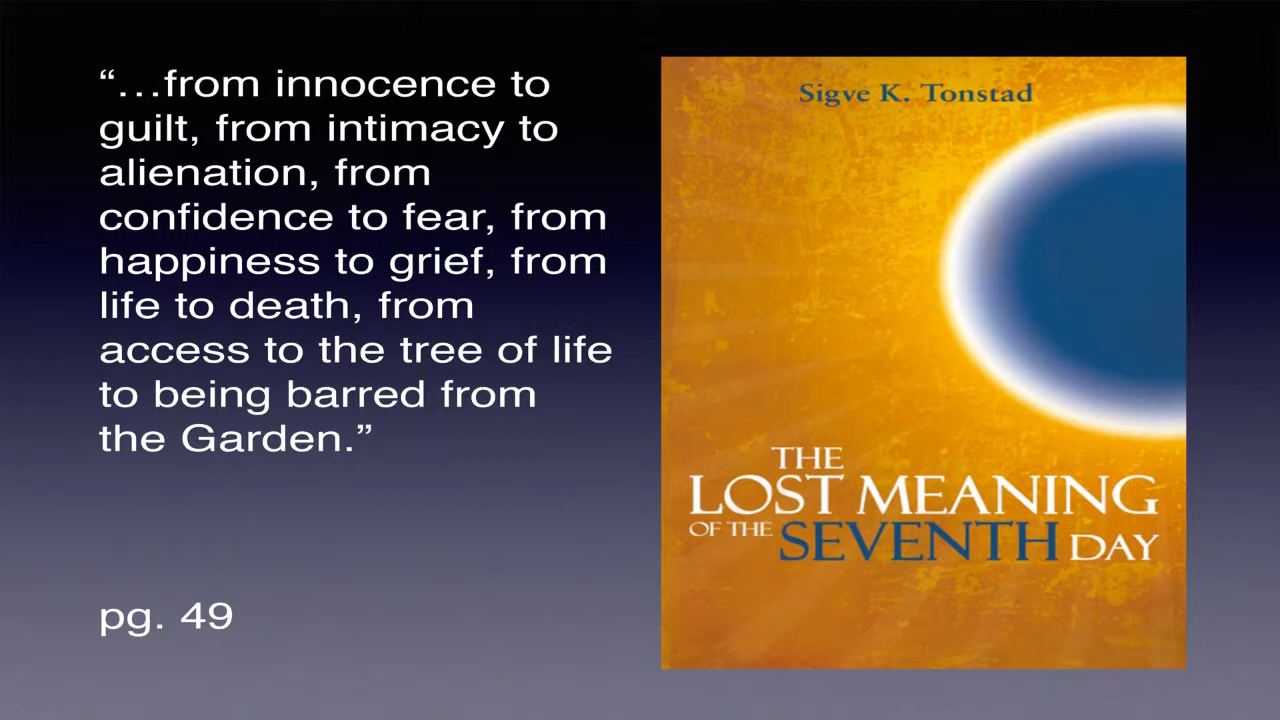 “…from innocence to
guilt, from intimacy to
alienation, from
confidence to fear, from
happiness to grief, from
life to death, from
access to the tree of life
to being barred from
the Garden.”
pg. 49
Sigve K. Tonstad
THE
LOST MEANING
OF THE SEVENTH DAY